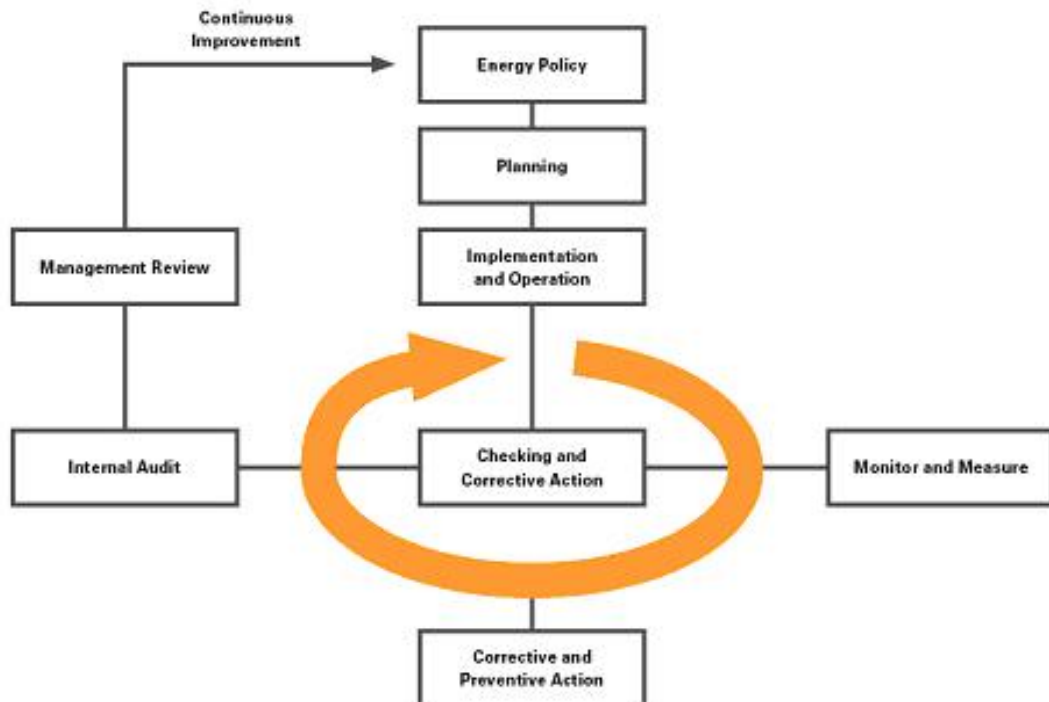 Continuous
Improvement
Energy Policy
Planning
Management Review
Implementation
and Operation
Internal Audit
Checking and
Corrective Action
Monitor and Measure
Corrective and
Preventive Action